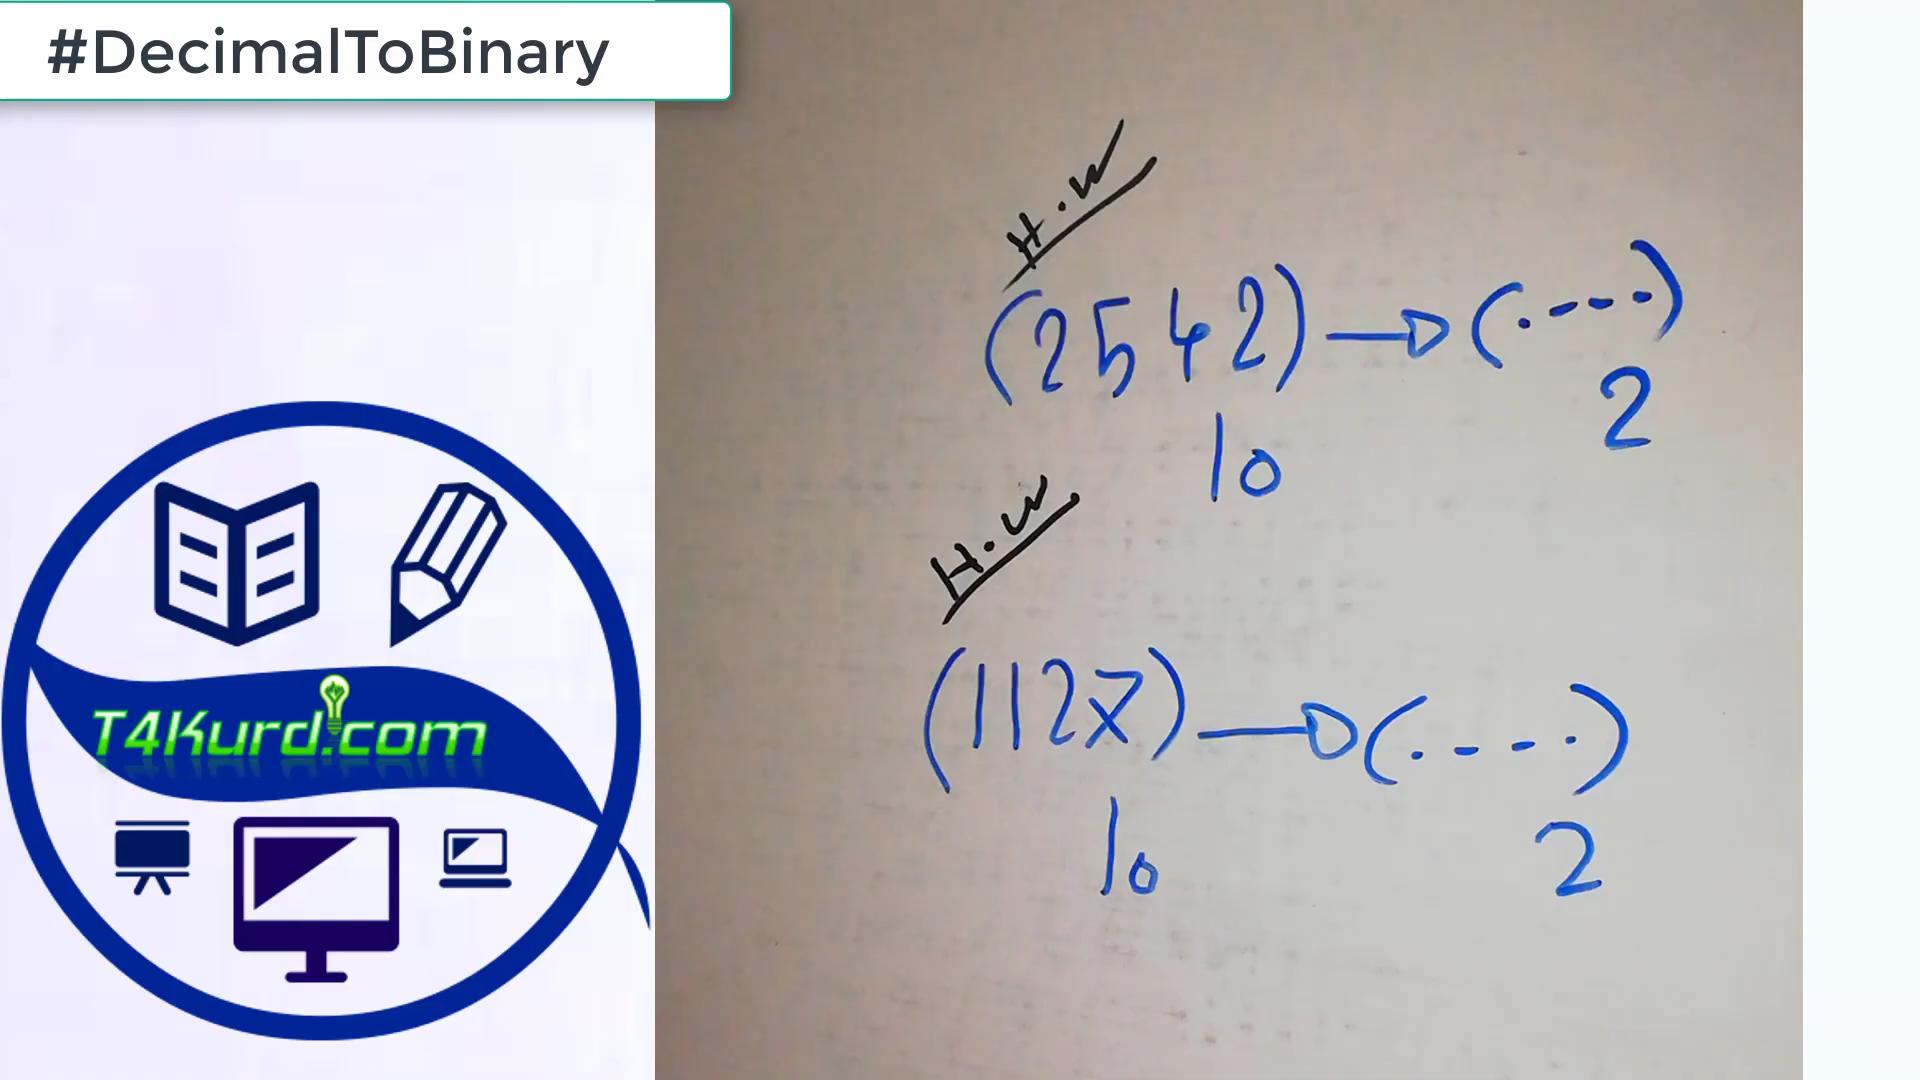 #DecimalToBinary
H.W
(2542) → (. - - - .)
10 2
H.W
(1127) → (. - - - .)
10 2
T4Kurd.com